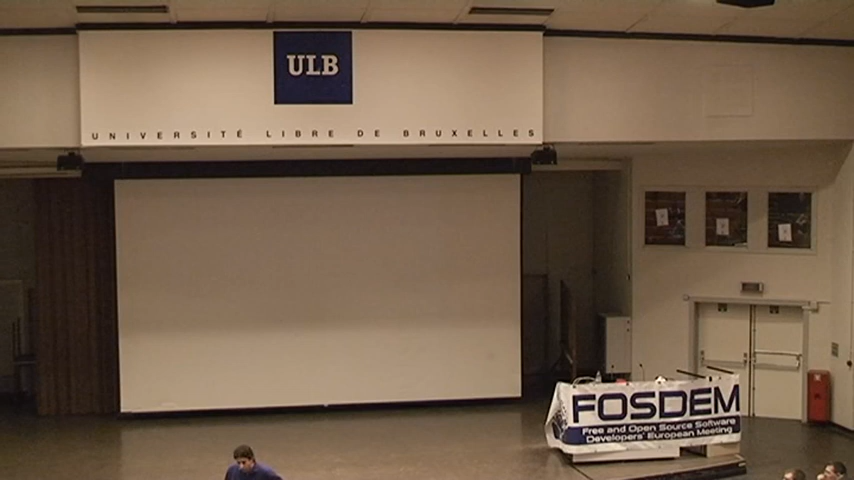 ULB
UNIVERSITÉ LIBRE DE BRUXELLES
FOSDEM
Free and Open Source Software
Developers' European Meeting